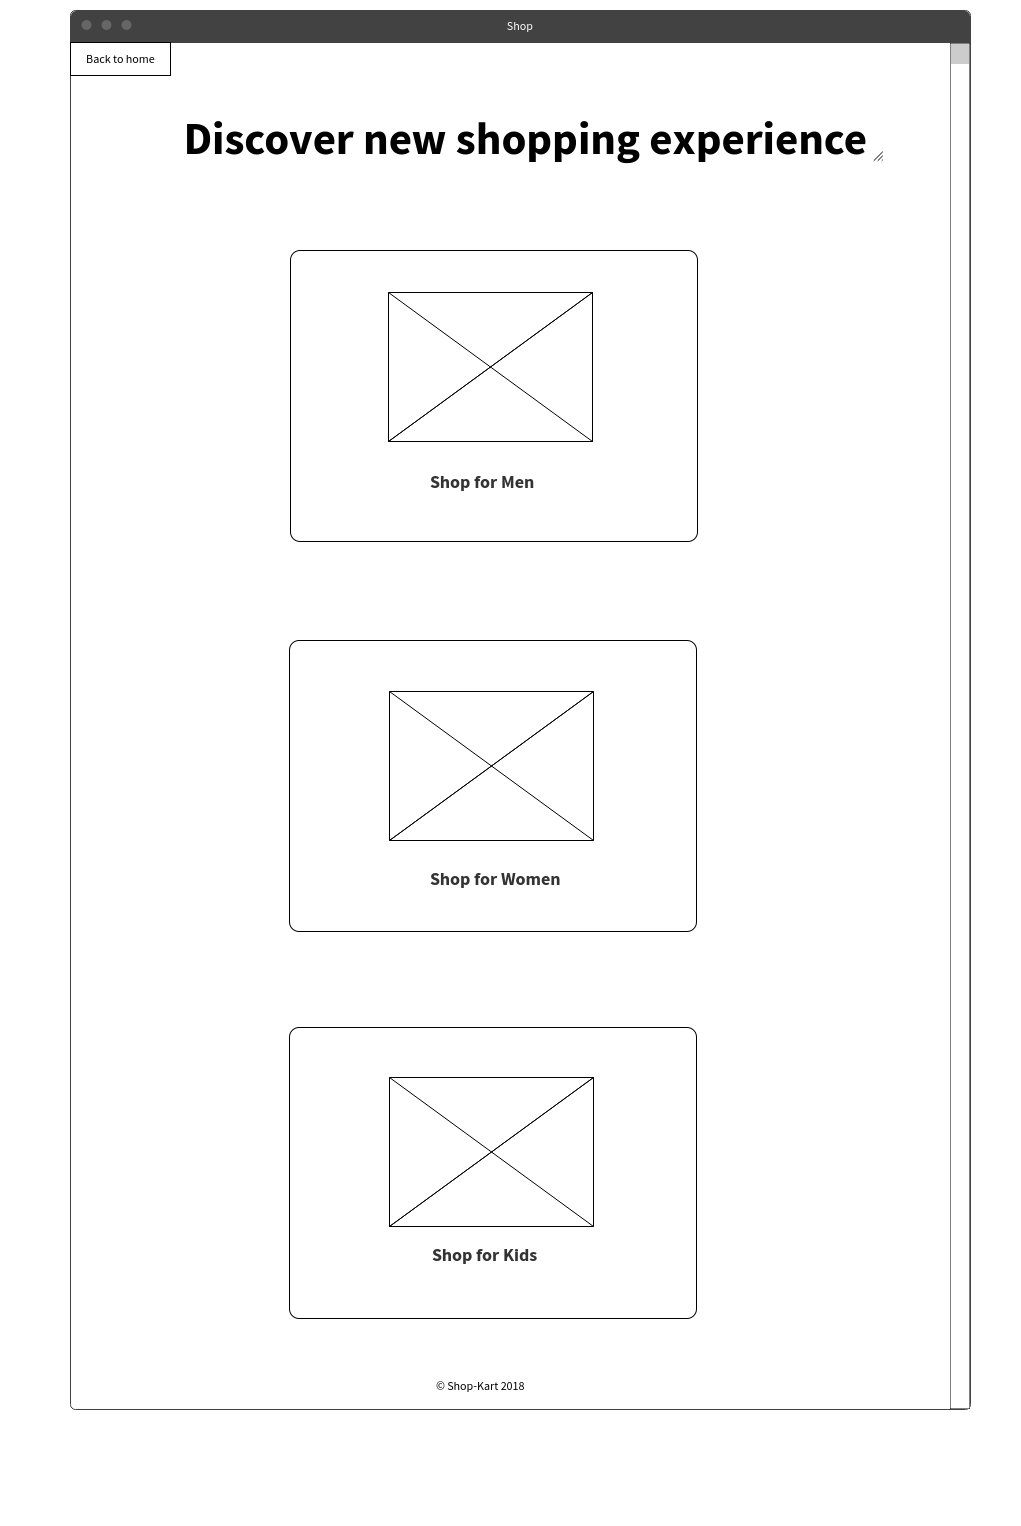 Shop
Back to home
Discover new shopping experience
Shop for Men
Shop for Women
Shop for Kids
© Shop-Kart 2018